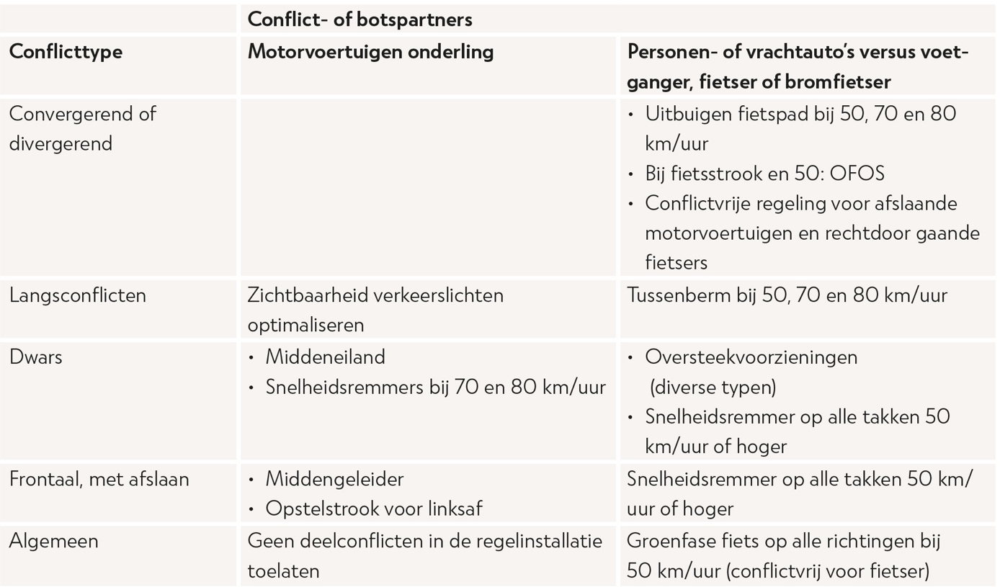 Conflict- of botspartners
Conflicttype
Motorvoertuigen onderling
Personen- of vrachtauto's versus voet-
ganger, fietser of bromfietser
Convergerend of
divergerend
• Uitbuigen fietspad bij 50, 70 en 80
km/uur
• Bij fietsstrook en 50: OFOS
• Conflictvrije regeling voor afslaande
motorvoertuigen en rechtdoor gaande
fietsers
Langsconflicten
Zichtbaarheid verkeerslichten
optimaliseren
Tussenberm bij 50, 70 en 80 km/uur
Dwars
• Middeneiland
• Snelheidsremmers bij 70 en 80 km/uur
• Oversteekvoorzieningen
(diverse typen)
• Snelheidsremmer op alle takken 50
km/uur of hoger
Frontaal, met afslaan
• Middengeleider
• Opstelstrook voor linksaf
Snelheidsremmer op alle takken 50 km/
uur of hoger
Algemeen
Geen deelconflicten in de regelinstallatie
toelaten
Groenfase fiets op alle richtingen bij
50 km/uur (conflictvrij voor fietser)